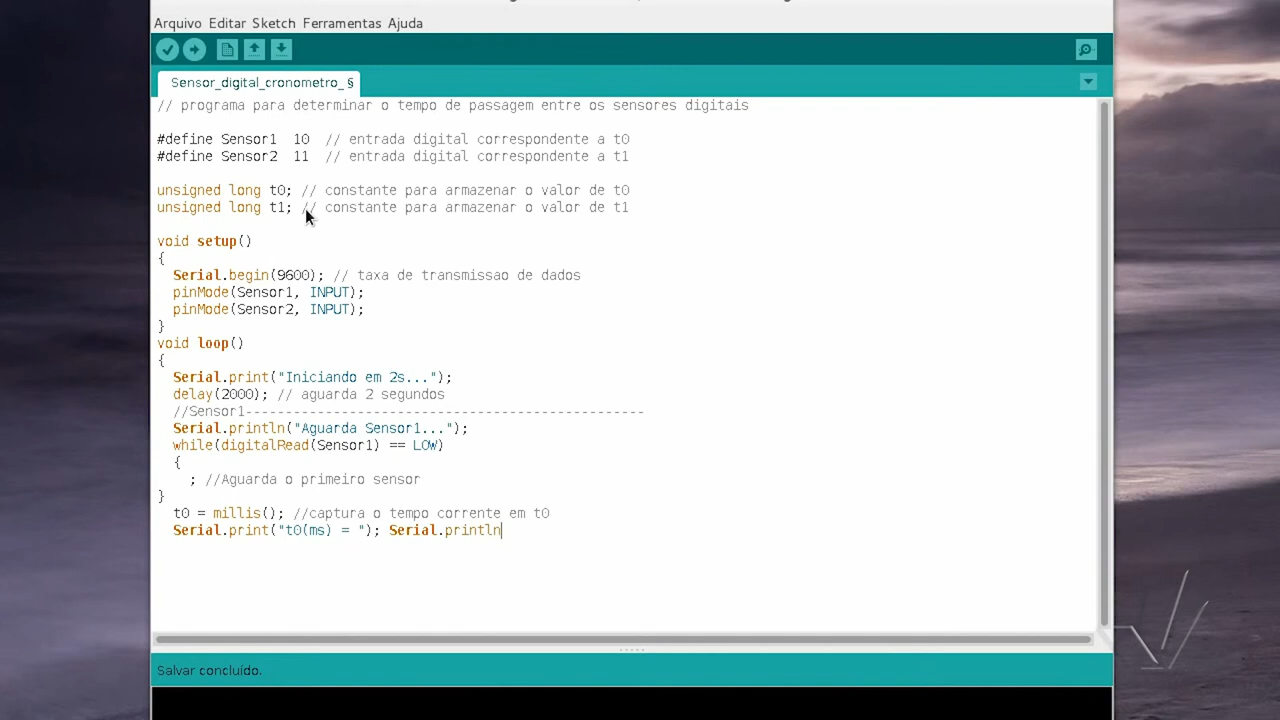 Arquivo Editar Sketch Ferramentas Ajuda
Sensor_digital_cronometro_ §
// programa para determinar o tempo de passagem entre os sensores digitais
#define Sensor1  10  // entrada digital correspondente a t0
#define Sensor2  11  // entrada digital correspondente a t1
unsigned long t0; // constante para armazenar o valor de t0
unsigned long t1; // constante para armazenar o valor de t1
void setup()
{
  Serial.begin(9600); // taxa de transmissao de dados
  pinMode(Sensor1, INPUT);
  pinMode(Sensor2, INPUT);
}
void loop()
{
  Serial.print("Iniciando em 2s...");
  delay(2000); // aguarda 2 segundos
  //Sensor1--------------------------------------------------
  Serial.println("Aguarda Sensor1...");
  while(digitalRead(Sensor1) == LOW)
  {
    ; //Aguarda o primeiro sensor
}
  t0 = millis(); //captura o tempo corrente em t0
  Serial.print("t0(ms) = "); Serial.println
Salvar concluído.